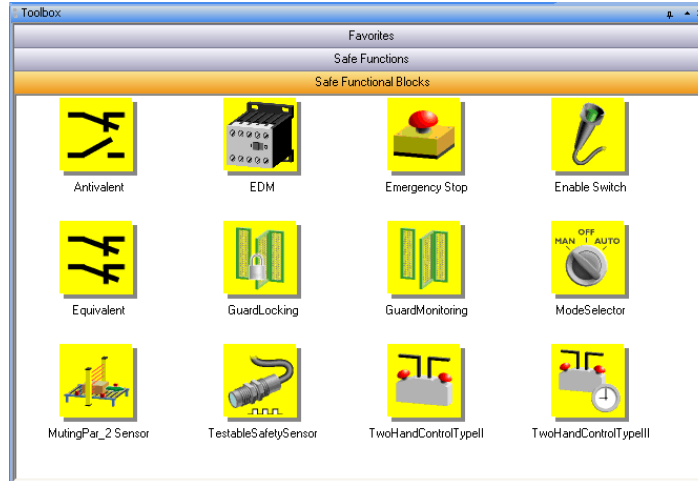 Toolbox
Favorites
Safe Functions
Safe Functional Blocks
Antivalent
EDM
Emergency Stop
Enable Switch
Equivalent
GuardLocking
GuardMonitoring
MAN OFF AUTO
ModeSelector
MutingPar_2 Sensor
TestableSafetySensor
TwoHandControlTypeII
TwoHandControlTypeIII